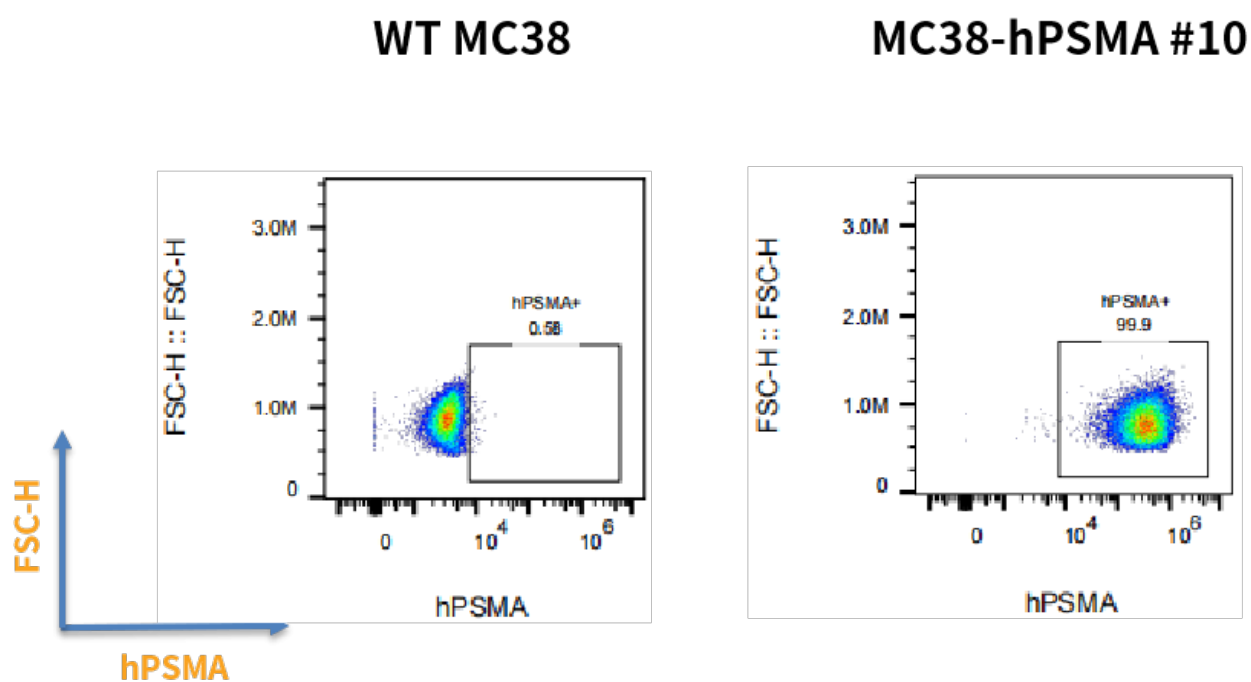 WT MC38
MC38-hPSMA #10
FSC-H :: FSC-H
3.0M
2.0M
1.0M
0
hPSMA+
0.58
0
10^4
10^6
hPSMA
FSC-H :: FSC-H
3.0M
2.0M
1.0M
0
hPSMA+
99.9
0
10^4
10^6
hPSMA
FSC-H
hPSMA